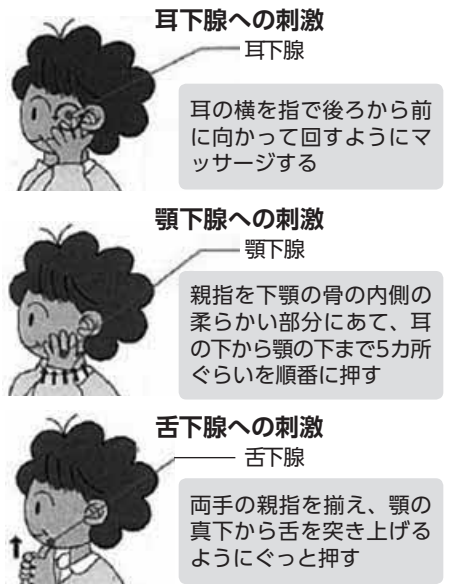 耳下腺への刺激
耳下腺
耳の横を指で後ろから前
に向かって回すようにマ
ッサージする
顎下腺への刺激
顎下腺
親指を下顎の骨の内側の
柔らかい部分にあて、耳
の下から顎の下まで5カ所
ぐらいを順番に押す
舌下腺への刺激
舌下腺
両手の親指を揃え、顎の
真下から舌を突き上げる
ようにぐっと押す